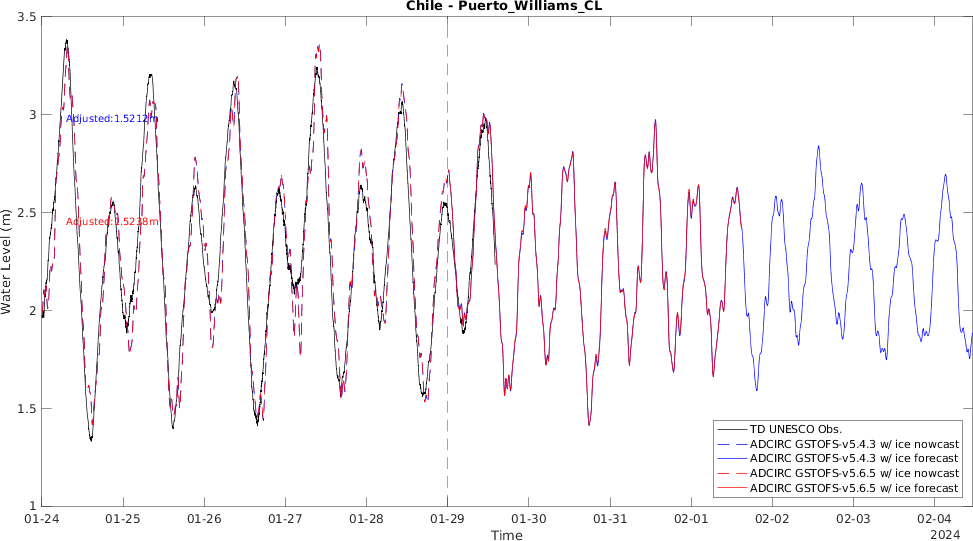 Chile - Puerto_Williams_CL
3.5
3
2.5
2
1.5
1
Water Level (m)
Adjusted:1.5212m
Adjusted:1.5238m
TD UNESCO Obs.
ADCIRC GSTOFS-v5.4.3 w/ ice nowcast
ADCIRC GSTOFS-v5.4.3 w/ ice forecast
ADCIRC GSTOFS-v5.6.5 w/ ice nowcast
ADCIRC GSTOFS-v5.6.5 w/ ice forecast
01-24 01-25 01-26 01-27 01-28 01-29 01-30 01-31 02-01 02-02 02-03 02-04
Time
2024